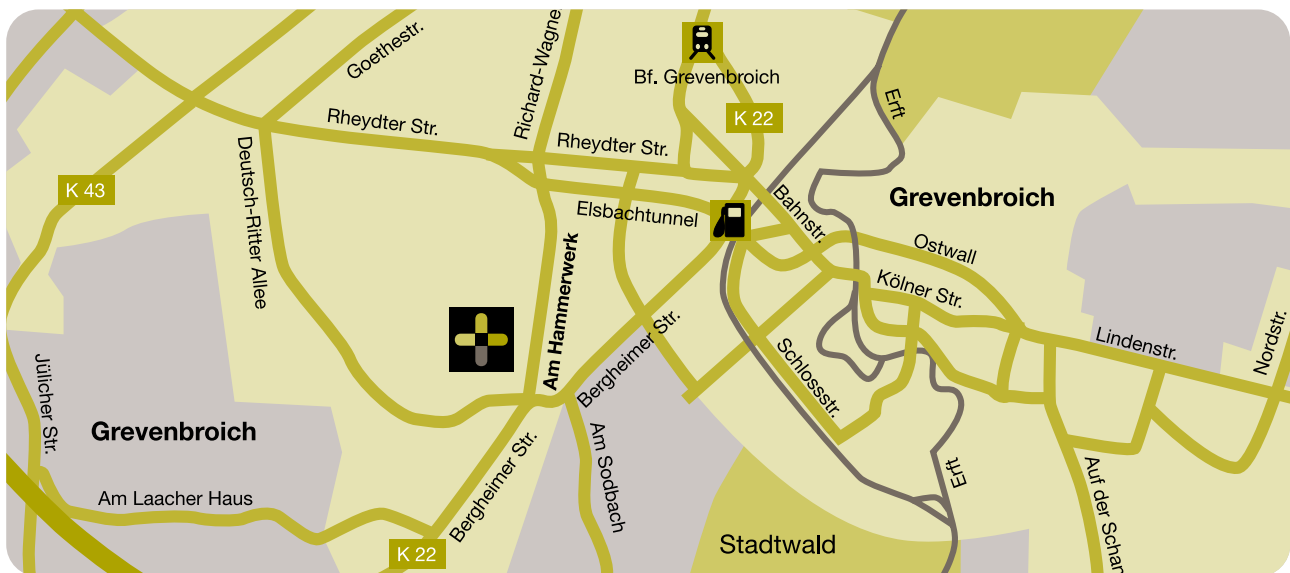 Goethestr.
Richard-Wagne
Bf. Grevenbroich
Erft
K 22
Rheydter Str.
Rheydter Str.
K 43
Deutsch-Ritter Allee
Grevenbroich
Bahnstr.
Elsbachtunnel
Ostwall
Am Hammerwerk
Kölner Str.
Bergheimer Str.
Schlossstr.
Lindenstr.
Nordstr.
Jülicher Str.
Grevenbroich
Bergheimer Str.
Am Sodbach
Erft
Auf der Schan
Am Laacher Haus
K 22
Stadtwald